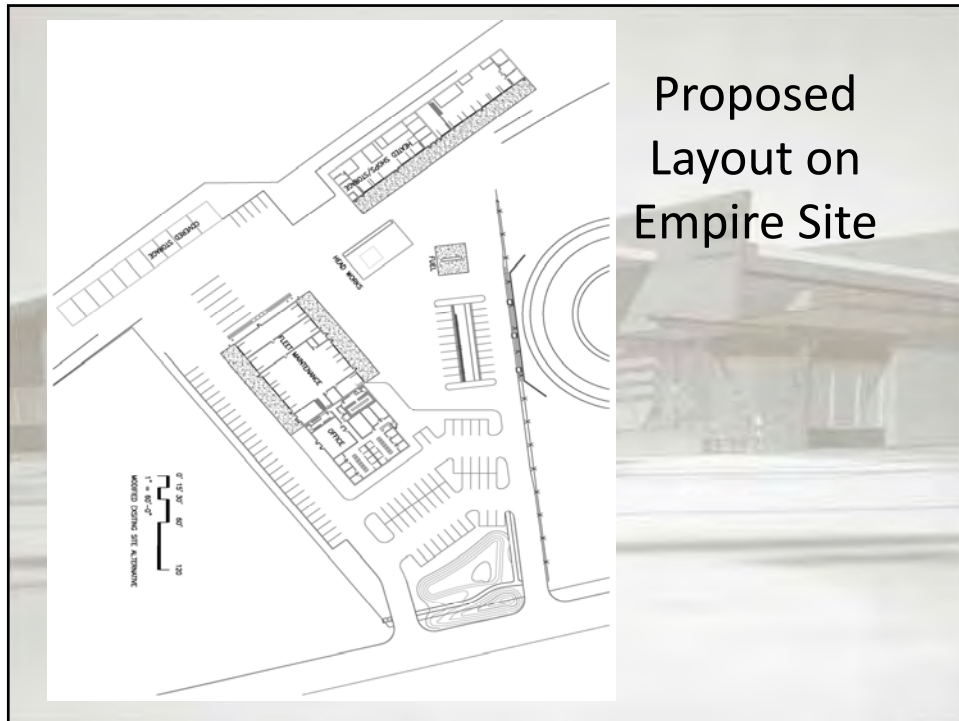 Proposed
Layout on
Empire Site
HEATED SHOPS/STORAGE
COVERED STORAGE
HEAD WORKS
FUEL
FLEET MAINTENANCE
OFFICE
0' 15' 30' 60' 120
1" = 60'-0"
MODIFIED EXISTING SITE ALTERNATIVE